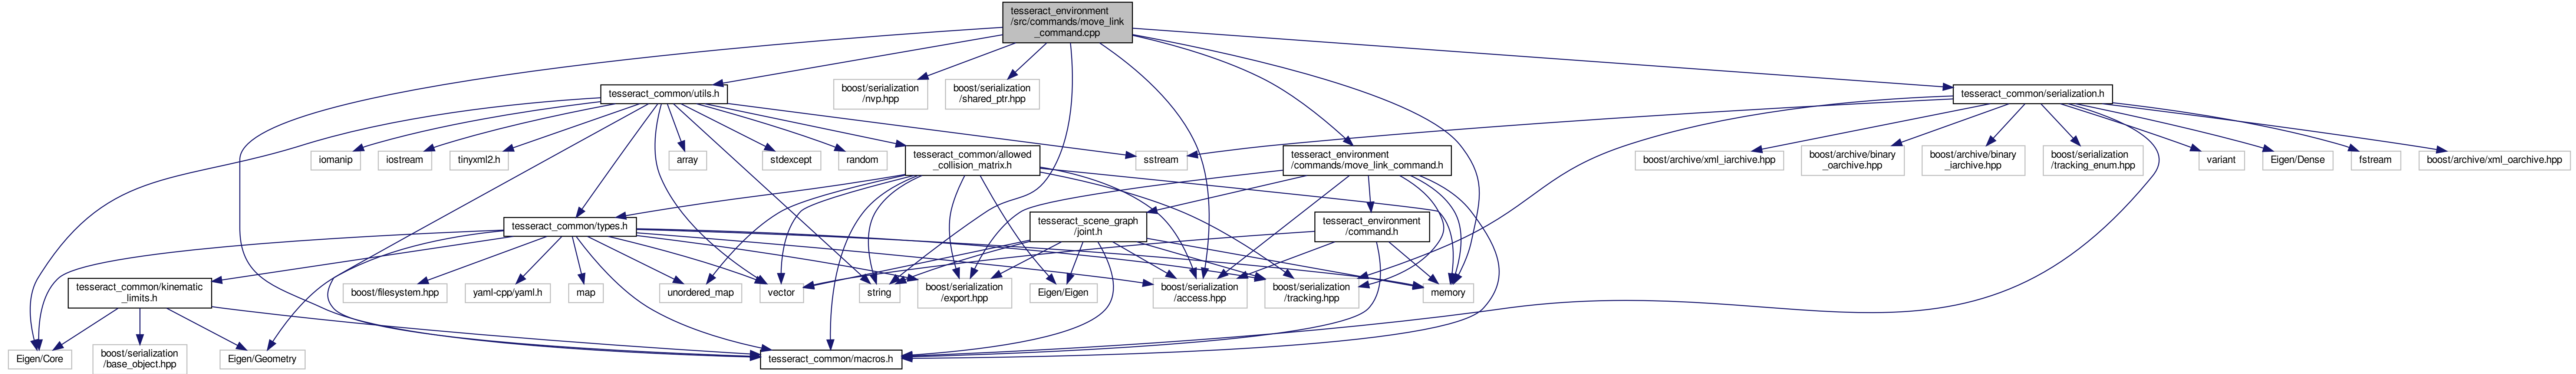 tesseract_environment
/src/commands/move_link
_command.cpp
tesseract_common/utils.h
boost/serialization
/nvp.hpp
boost/serialization
/shared_ptr.hpp
tesseract_common/serialization.h
iomanip
iostream
tinyxml2.h
array
stdexcept
random
tesseract_common/allowed
_collision_matrix.h
sstream
tesseract_environment
/commands/move_link_command.h
boost/archive/xml_iarchive.hpp
boost/archive/binary
_oarchive.hpp
boost/archive/binary
_iarchive.hpp
boost/serialization
/tracking_enum.hpp
variant
Eigen/Dense
fstream
boost/archive/xml_oarchive.hpp
tesseract_common/types.h
tesseract_scene_graph
/joint.h
tesseract_environment
/command.h
tesseract_common/kinematic
_limits.h
boost/filesystem.hpp
yaml-cpp/yaml.h
map
unordered_map
vector
string
boost/serialization
/export.hpp
Eigen/Eigen
boost/serialization
/access.hpp
boost/serialization
/tracking.hpp
memory
Eigen/Core
boost/serialization
/base_object.hpp
Eigen/Geometry
tesseract_common/macros.h